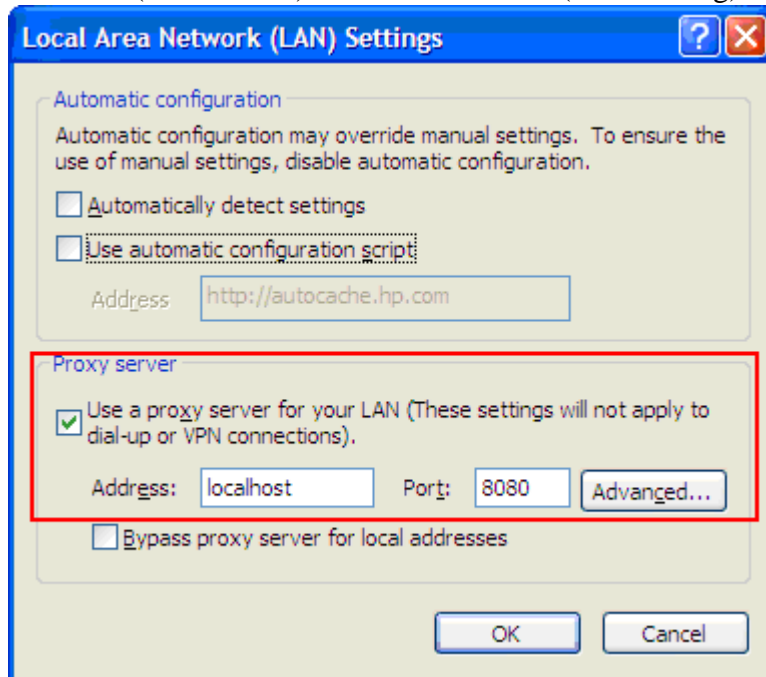 Local Area Network (LAN) Settings
Automatic configuration
Automatic configuration may override manual settings. To ensure the
use of manual settings, disable automatic configuration.
Automatically detect settings
Use automatic configuration script
Address http://autocache.hp.com
Proxy server
Use a proxy server for your LAN (These settings will not apply to
dial-up or VPN connections).
Address: localhost Port: 8080 Advanced...
Bypass proxy server for local addresses
OK Cancel